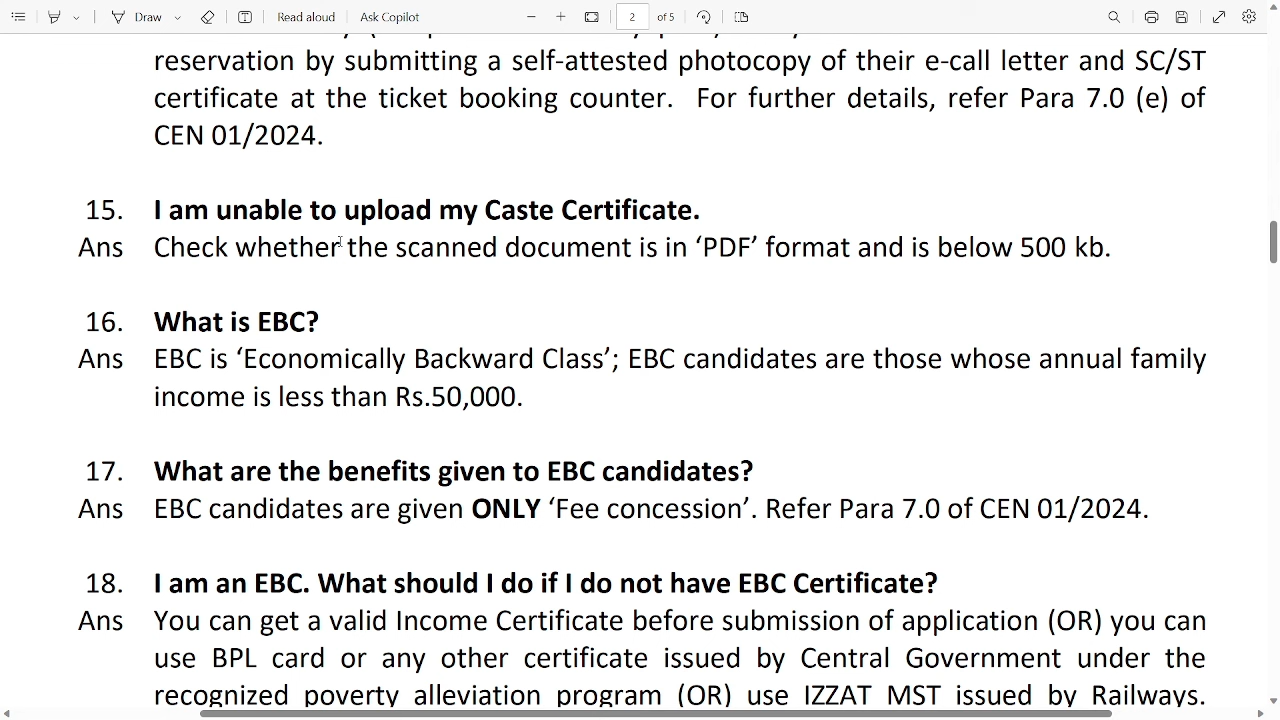 Draw
Read aloud
Ask Copilot
2
of 5
reservation by submitting a self-attested photocopy of their e-call letter and SC/ST
certificate at the ticket booking counter. For further details, refer Para 7.0 (e) of
CEN 01/2024.
15. I am unable to upload my Caste Certificate.
Ans Check whether the scanned document is in ‘PDF’ format and is below 500 kb.
16. What is EBC?
Ans EBC is ‘Economically Backward Class’; EBC candidates are those whose annual family
income is less than Rs.50,000.
17. What are the benefits given to EBC candidates?
Ans EBC candidates are given ONLY ‘Fee concession’. Refer Para 7.0 of CEN 01/2024.
18. I am an EBC. What should I do if I do not have EBC Certificate?
Ans You can get a valid Income Certificate before submission of application (OR) you can
use BPL card or any other certificate issued by Central Government under the
recognized poverty alleviation program (OR) use IZZAT MST issued by Railways.